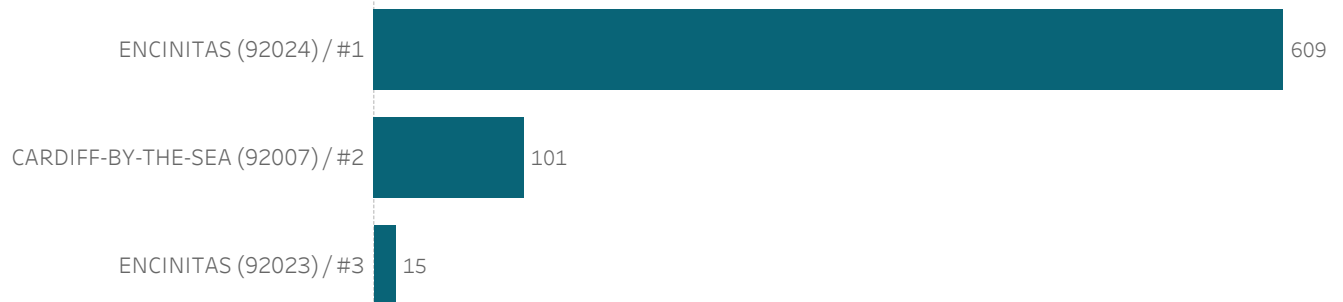 ENCINITAS (92024) / #1 609
CARDIFF-BY-THE-SEA (92007) / #2 101
ENCINITAS (92023) / #3 15